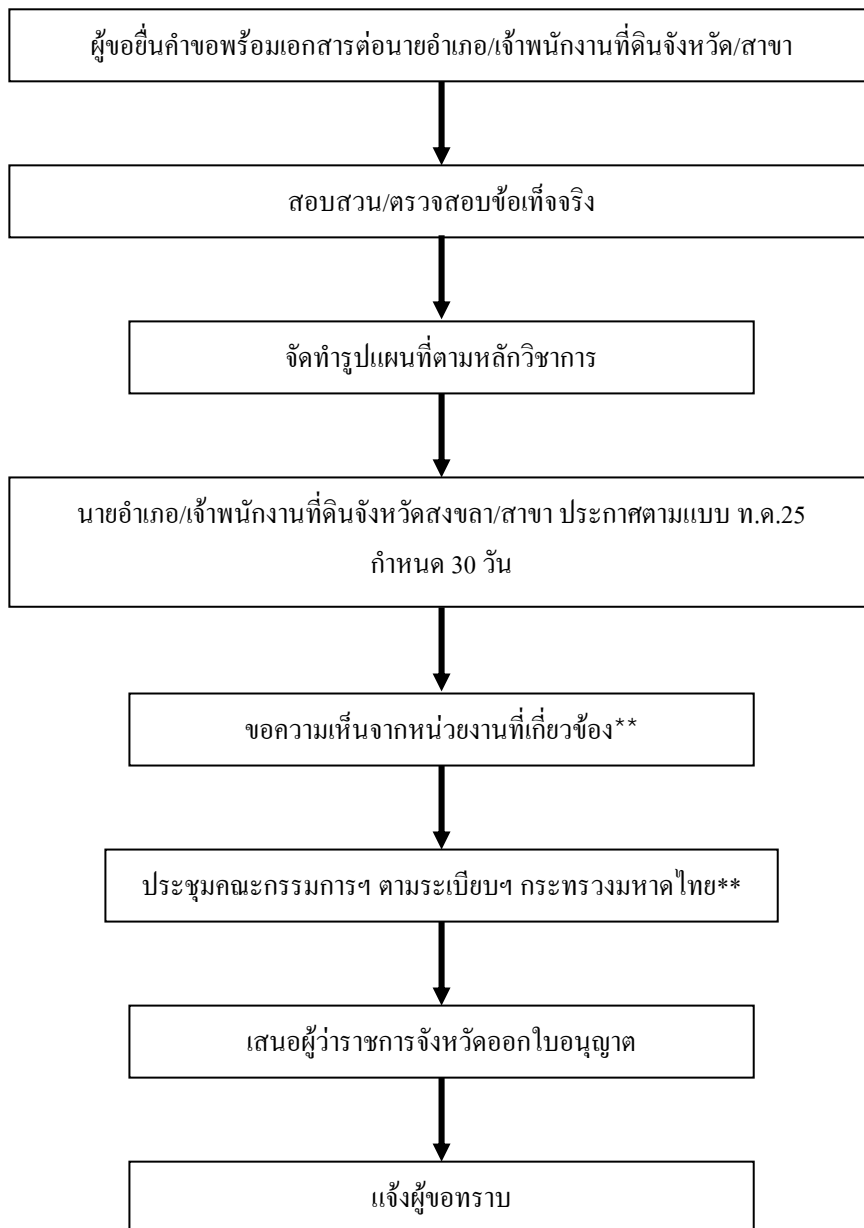 ผู้ขอยื่นคำขอพร้อมเอกสารต่อนายอำเภอ/เจ้าพนักงานที่ดินจังหวัด/สาขา
สอบสวน/ตรวจสอบข้อเท็จจริง
จัดทำรูปแผนที่ตามหลักวิชาการ
นายอำเภอ/เจ้าพนักงานที่ดินจังหวัดสงขลา/สาขา ประกาศตามแบบ ท.ด.25
กำหนด 30 วัน
ขอความเห็นจากหน่วยงานที่เกี่ยวข้อง**
ประชุมคณะกรรมการฯ ตามระเบียบฯ กระทรวงมหาดไทย**
เสนอผู้ว่าราชการจังหวัดออกใบอนุญาต
แจ้งผู้ขอทราบ